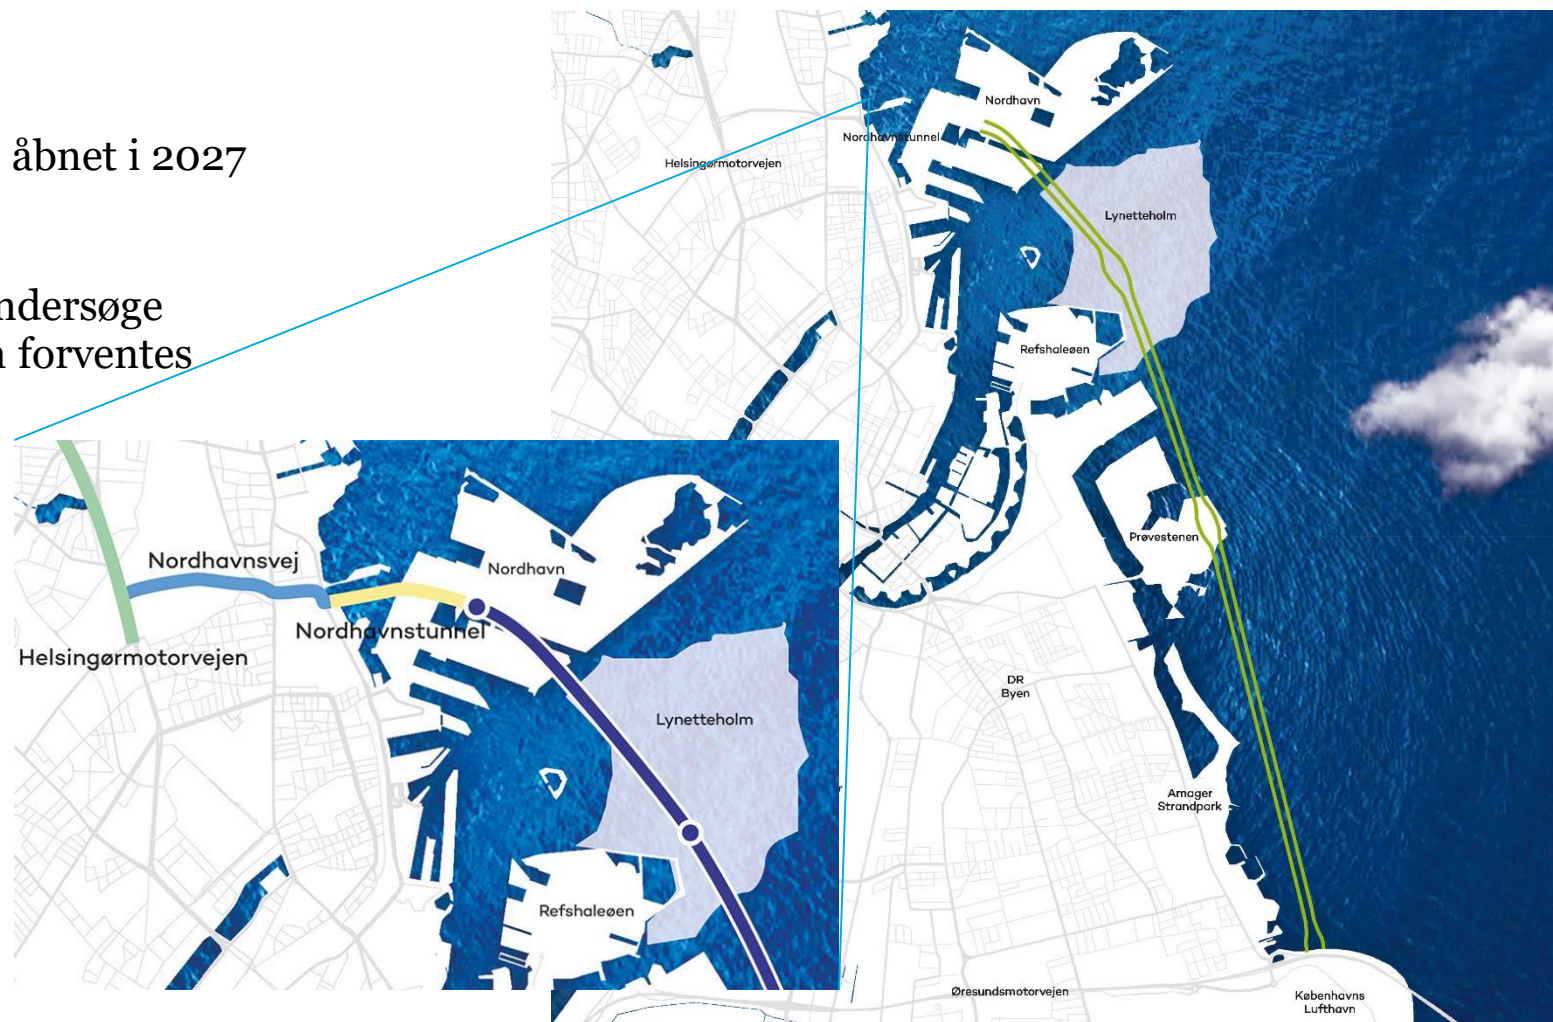 åbnet i 2027
ndersøge
forventes
Nordhavn
Nordhavnstunnel
Helsingørmotorvejen
Lynetteholm
Refshaleøen
Prøvestenen
DR
Byen
Amager
Strandpark
Øresundsmotorvejen
Københavns
Lufthavn
Nordhavnsvej
Nordhavn
Nordhavnstunnel
Helsingørmotorvejen
Lynetteholm
Refshaleøen